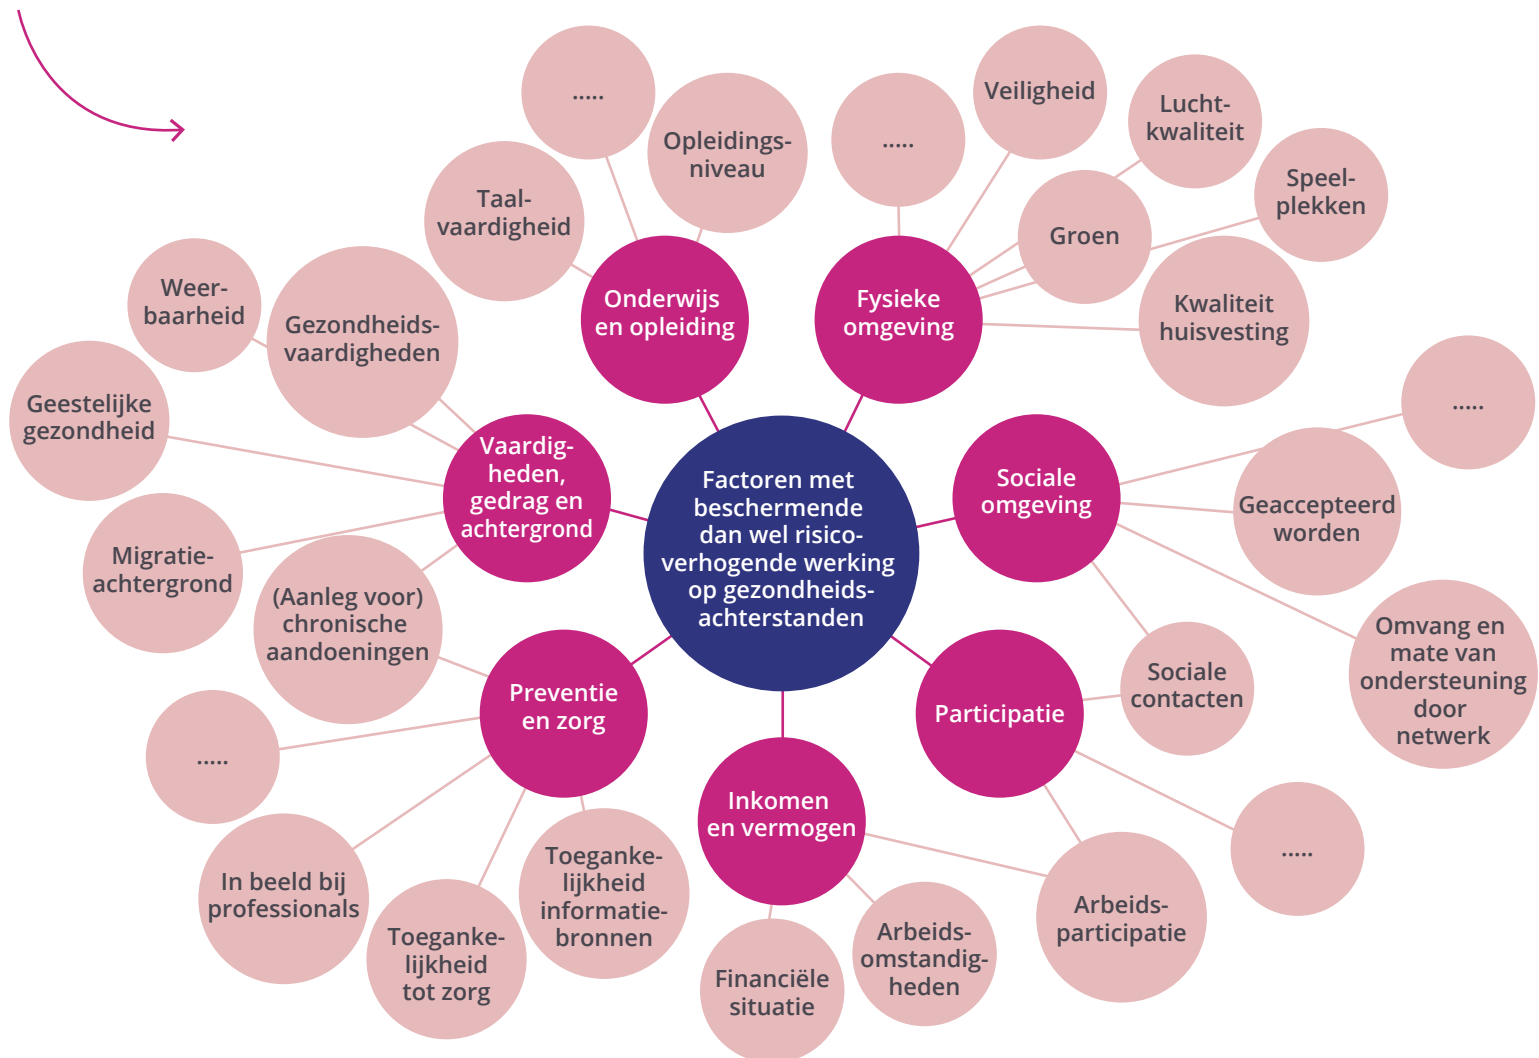 Factoren met
beschermende
dan wel risico-
verhogende werking
op gezondheids-
achterstanden
Onderwijs
en opleiding
Taal-
vaardigheid
.....
Opleidings-
niveau
Fysieke
omgeving
.....
Veiligheid
Lucht-
kwaliteit
Groen
Speel-
plekken
Kwaliteit
huisvesting
Sociale
omgeving
.....
Geaccepteerd
worden
Omvang en
mate van
ondersteuning
door
netwerk
Sociale
contacten
Participatie
.....
Arbeids-
participatie
Inkomen
en vermogen
Arbeids-
omstandig-
heden
Financiële
situatie
Preventie
en zorg
Toeganke-
lijkheid
informatie-
bronnen
Toeganke-
lijkheid
tot zorg
In beeld bij
professionals
.....
(Aanleg voor)
chronische
aandoeningen
Vaardig-
heden,
gedrag en
achtergrond
Migratie-
achtergrond
Geestelijke
gezondheid
Weer-
baarheid
Gezondheids-
vaardigheden